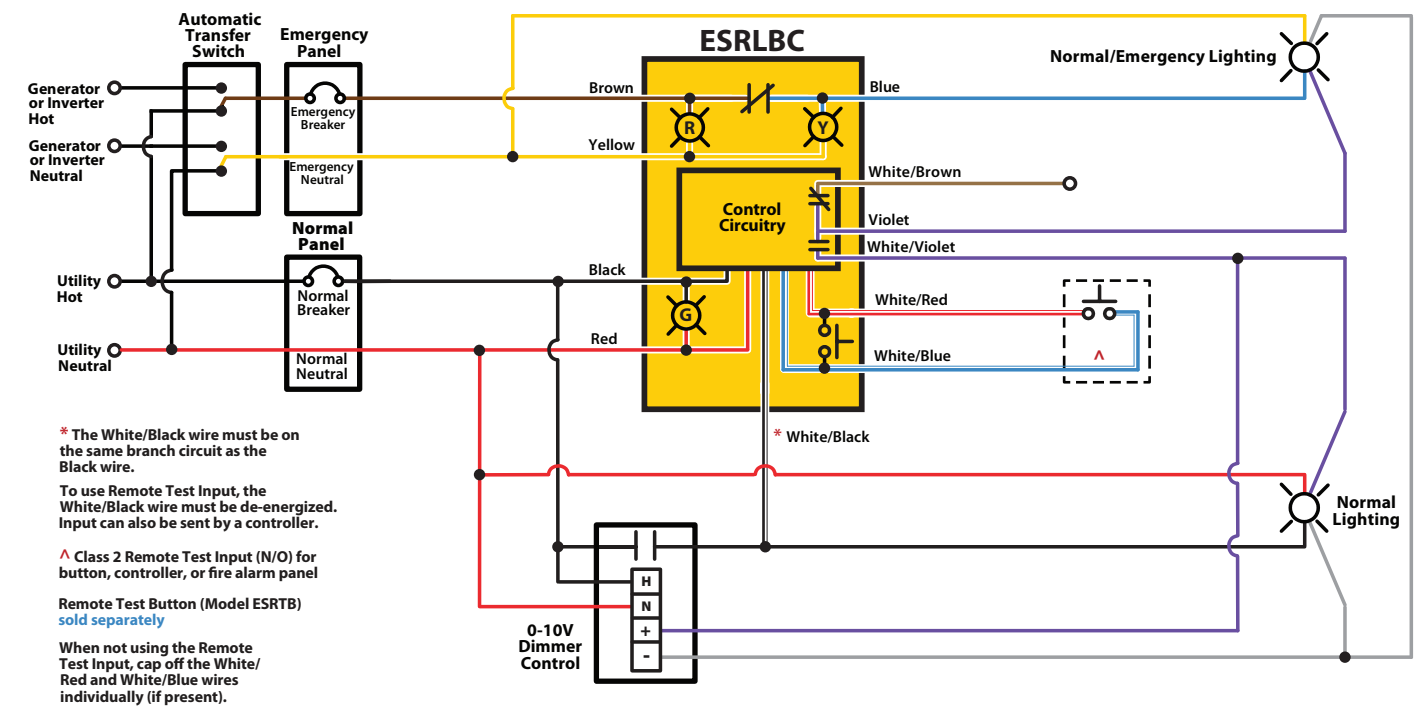 Automatic
Transfer
Switch
Emergency
Panel
ESRLBC
Normal/Emergency Lighting
Generator
or Inverter
Hot
Generator
or Inverter
Neutral
Emergency
Breaker
Emergency
Neutral
Brown
Blue
R
Y
Yellow
White/Brown
Control
Circuitry
Violet
White/Violet
Normal
Panel
Utility
Hot
Normal
Breaker
Black
White/Red
G
Utility
Neutral
Normal
Neutral
Red
White/Blue
^
* White/Black
* The White/Black wire must be on
the same branch circuit as the
Black wire.
To use Remote Test Input, the
White/Black wire must be de-energized.
Input can also be sent by a controller.
^ Class 2 Remote Test Input (N/O) for
button, controller, or fire alarm panel
Remote Test Button (Model ESRTB)
sold separately
When not using the Remote
Test Input, cap off the White/
Red and White/Blue wires
individually (if present).
Normal
Lighting
H
N
+
-
0-10V
Dimmer
Control